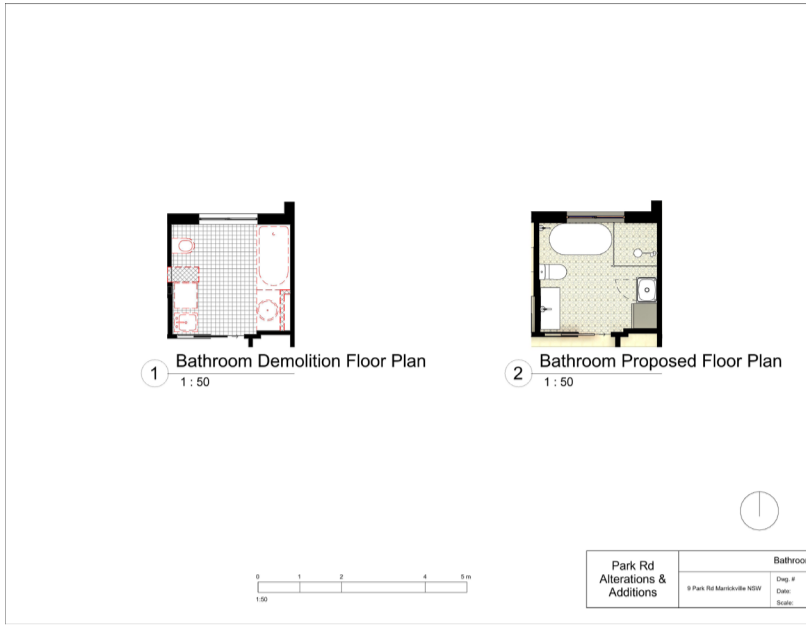 1
Bathroom Demolition Floor Plan
1 : 50
2
Bathroom Proposed Floor Plan
1 : 50
0 1 2 4 5 m
1:50
Park Rd
Alterations &
Additions
9 Park Rd Marrickville NSW
Bathroo
Dwg. #
Date:
Scale: